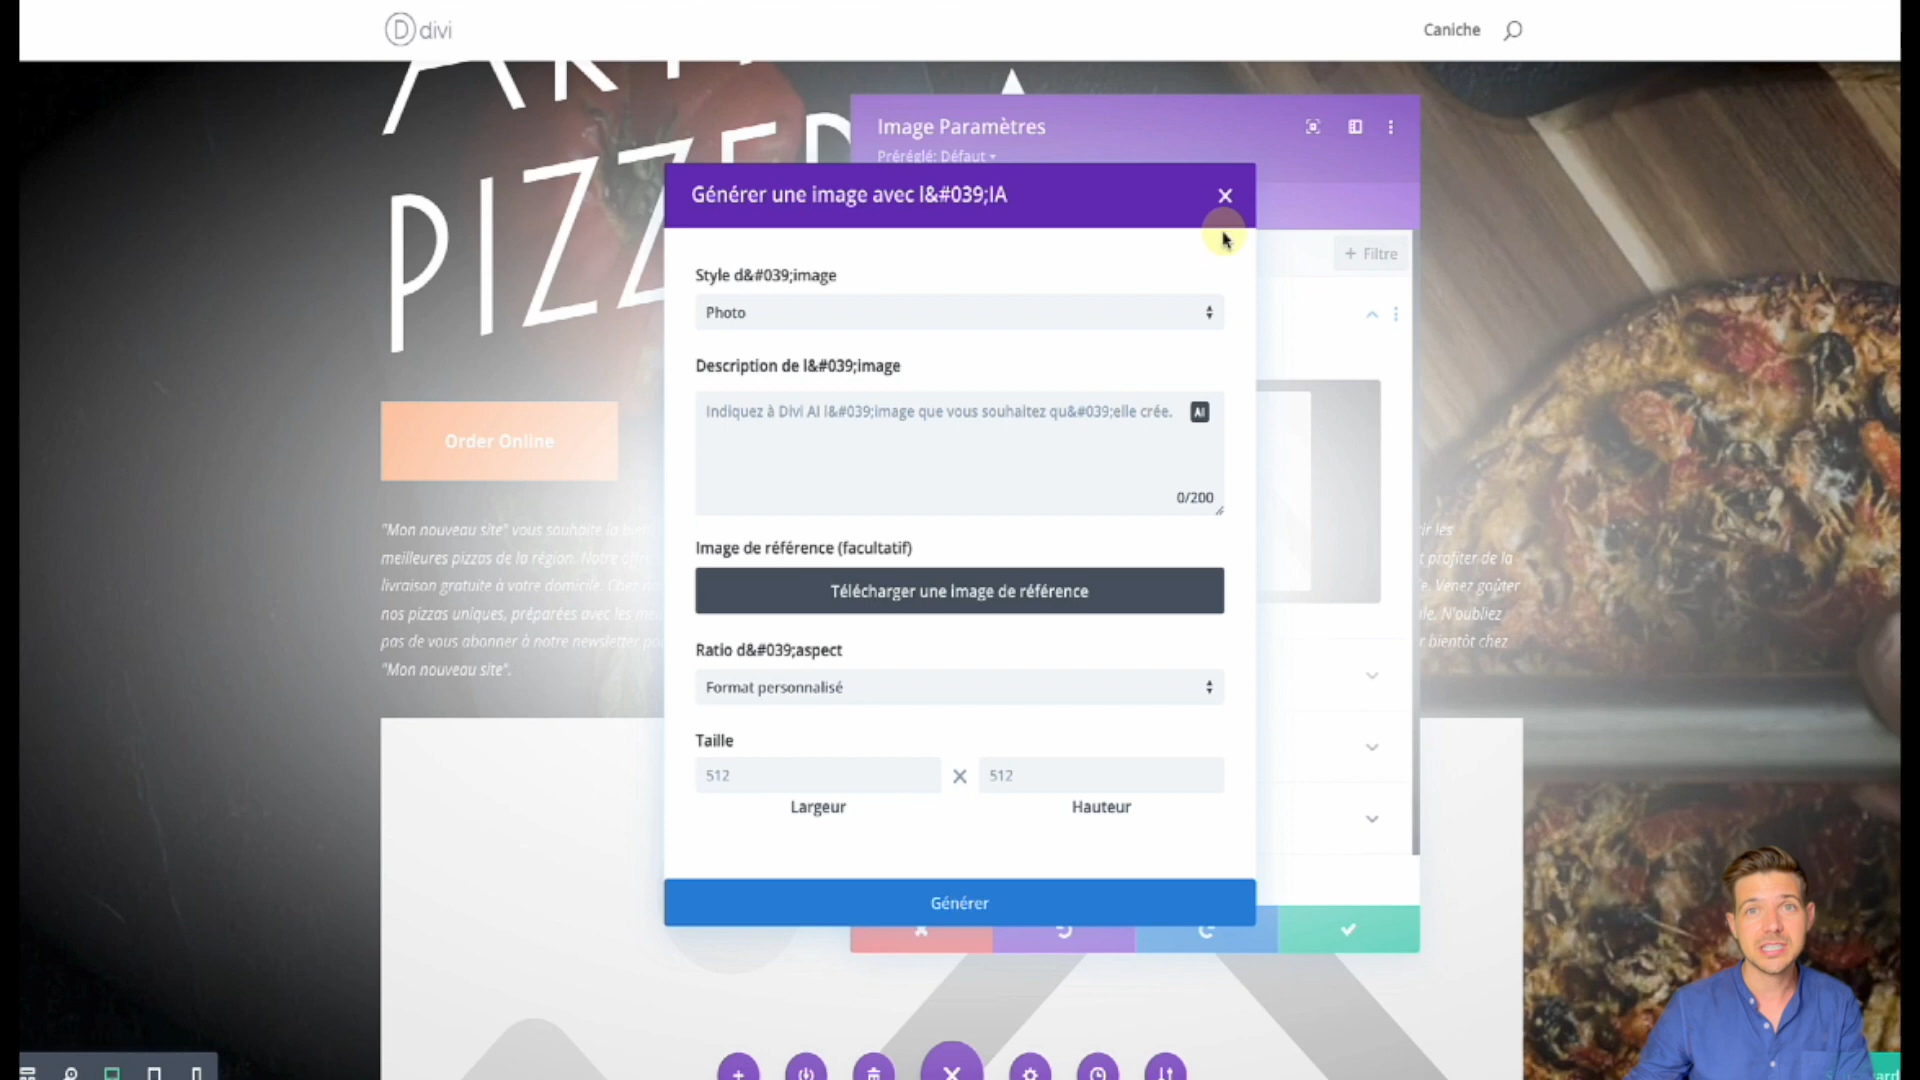 divi
Caniche
PIZZE
Image Paramètres
Préréglé: Défaut
Générer une image avec l&#039;IA
+ Filtre
Style d&#039;image
Photo
Description de l&#039;image
Indiquez à Divi AI l&#039;image que vous souhaitez qu&#039;elle crée.
AI
0/200
Order Online
Image de référence (facultatif)
Télécharger une image de référence
"Mon nouveau site" vous souhaite la
ir les
meilleures pizzas de la région. Notre
t profiter de la
livraison gratuite à votre domicile.
e. Venez goûter
nos pizzas uniques, préparées avec les
le. N'oubliez
pas de vous abonner à notre newsletter
r bientôt chez
"Mon nouveau site".
Ratio d&#039;aspect
Format personnalisé
Taille
512 × 512
Largeur Hauteur
Générer